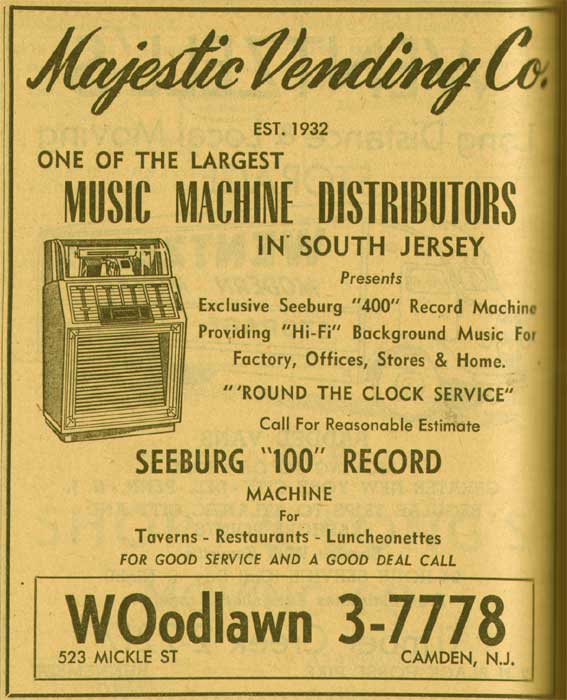 Majestic Vending Co.
EST. 1932
ONE OF THE LARGEST
MUSIC MACHINE DISTRIBUTORS
IN SOUTH JERSEY
Presents
Exclusive Seeburg "400" Record Machine
Providing "Hi-Fi" Background Music For
Factory, Offices, Stores & Home.
"'ROUND THE CLOCK SERVICE"
Call For Reasonable Estimate
SEEBURG "100" RECORD
MACHINE
For
Taverns - Restaurants - Luncheonettes
FOR GOOD SERVICE AND A GOOD DEAL CALL
WOodlawn 3-7778
523 MICKLE ST CAMDEN, N.J.